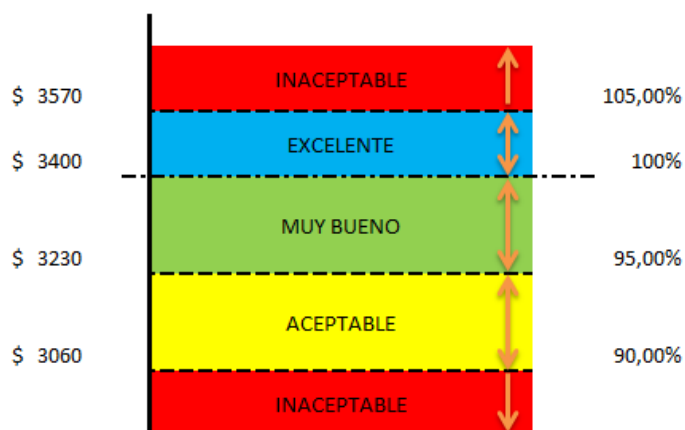 INACEPTABLE
$ 3570 105,00%
EXCELENTE
$ 3400 100%
MUY BUENO
$ 3230 95,00%
ACEPTABLE
$ 3060 90,00%
INACEPTABLE